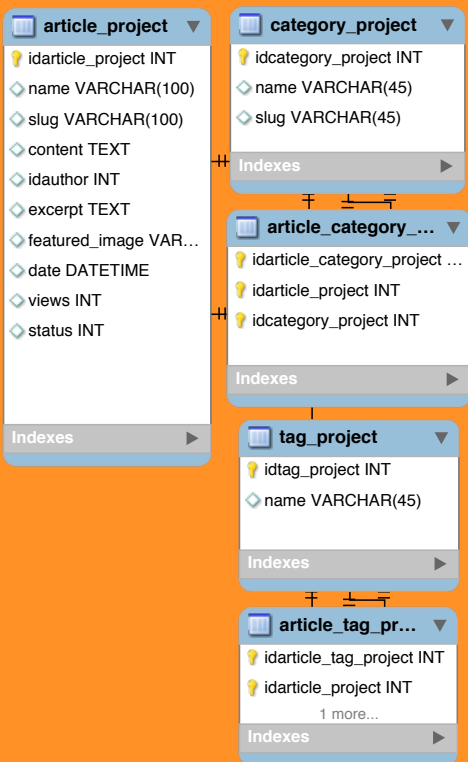 article_project
idarticle_project INT
name VARCHAR(100)
slug VARCHAR(100)
content TEXT
idauthor INT
excerpt TEXT
featured_image VAR...
date DATETIME
views INT
status INT
Indexes
category_project
idcategory_project INT
name VARCHAR(45)
slug VARCHAR(45)
Indexes
article_category_...
idarticle_category_project ...
idarticle_project INT
idcategory_project INT
Indexes
tag_project
idtag_project INT
name VARCHAR(45)
Indexes
article_tag_pr...
idarticle_tag_project INT
idarticle_project INT
1 more...
Indexes